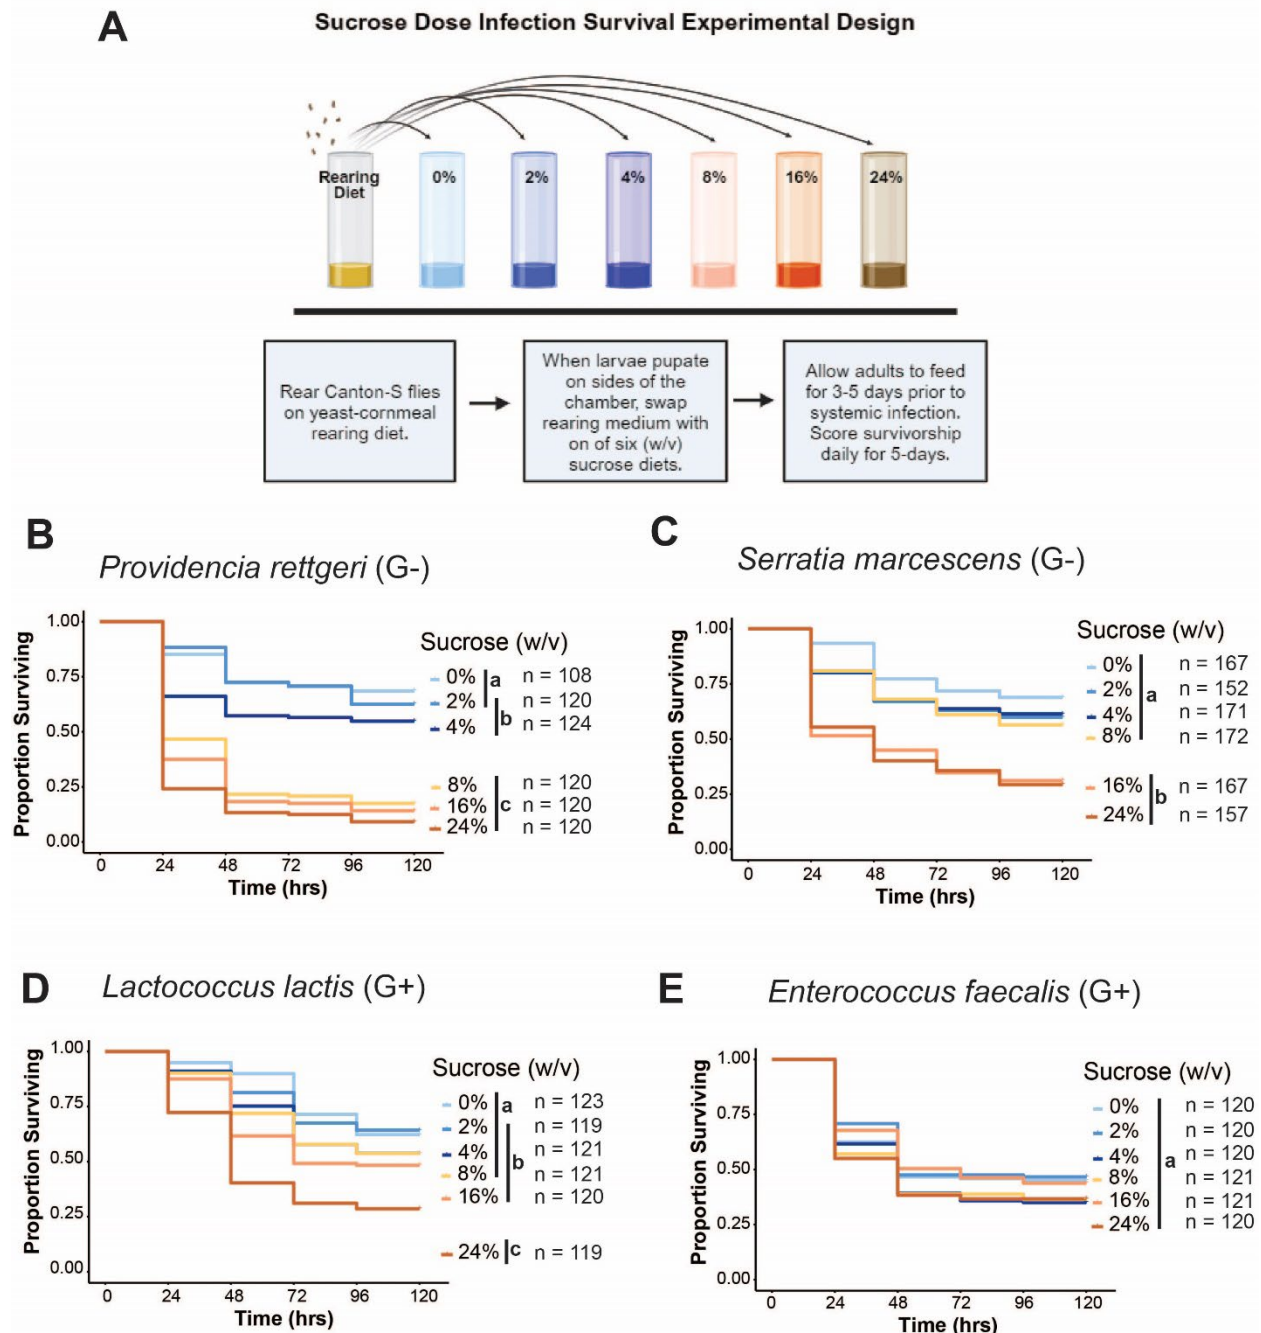 A
Sucrose Dose Infection Survival Experimental Design
Rearing
Diet
0%
2%
4%
8%
16%
24%
Rear Canton-S flies
on yeast-cornmeal
rearing diet.
When larvae pupate
on sides of the
chamber, swap
rearing medium with
on of six (w/v)
sucrose diets.
Allow adults to feed
for 3-5 days prior to
systemic infection.
Score survivorship
daily for 5-days.
B
Providencia rettgeri (G-)
Proportion Surviving
1.00
0.75
0.50
0.25
0.00
0 24 48 72 96 120
Time (hrs)
Sucrose (w/v)
0% a n = 108
2% n = 120
b
4% n = 124
8% n = 120
16% c n = 120
24% n = 120
C
Serratia marcescens (G-)
Proportion Surviving
1.00
0.75
0.50
0.25
0.00
0 24 48 72 96 120
Time (hrs)
Sucrose (w/v)
0% n = 167
2% a n = 152
4% n = 171
8% n = 172
16% n = 167
b
24% n = 157
D
Lactococcus lactis (G+)
Proportion Surviving
1.00
0.75
0.50
0.25
0.00
0 24 48 72 96 120
Time (hrs)
Sucrose (w/v)
0% a n = 123
2% n = 119
4% b n = 121
8% n = 121
16% n = 120
24% c n = 119
E
Enterococcus faecalis (G+)
Proportion Surviving
1.00
0.75
0.50
0.25
0.00
0 24 48 72 96 120
Time (hrs)
Sucrose (w/v)
0% n = 120
2% n = 120
4% a n = 120
8% n = 121
16% n = 121
24% n = 120